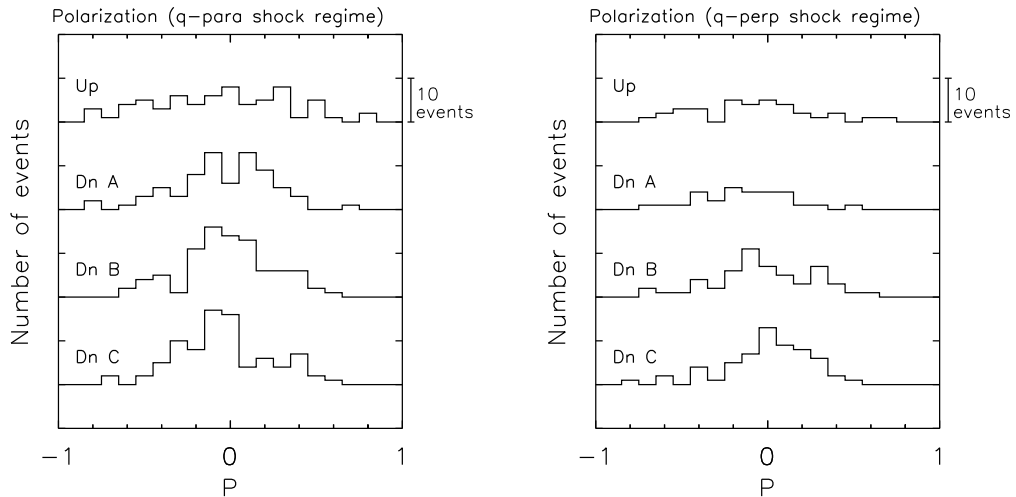 Polarization (q-para shock regime)
Number of events
Up
Dn A
Dn B
Dn C
10
events
-1
0
1
P
Polarization (q-perp shock regime)
Number of events
Up
Dn A
Dn B
Dn C
10
events
-1
0
1
P